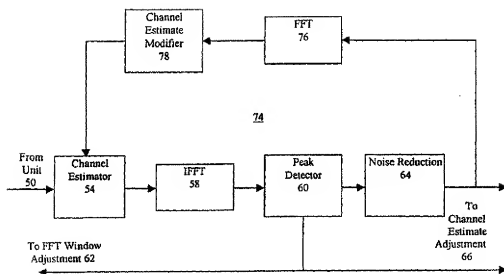 Channel
Estimate
Modifier
78
FFT
76
74
From
Unit
50
Channel
Estimator
54
IFFT
58
Peak
Detector
60
Noise Reduction
64
To
Channel
Estimate
Adjustment
66
To FFT Window
Adjustment 62